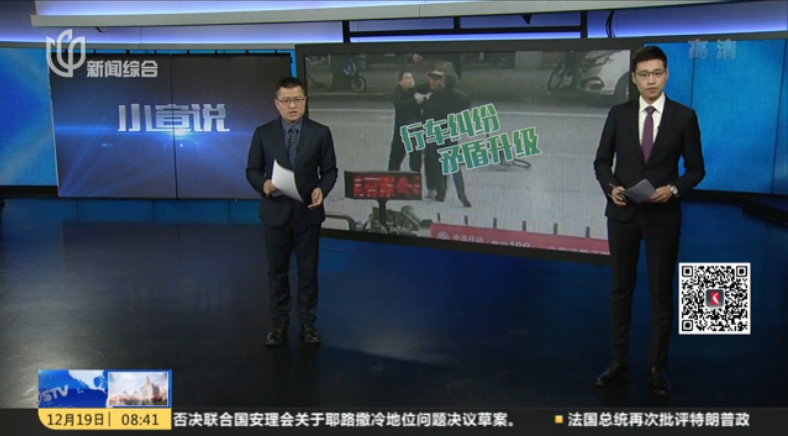 新闻综合
高清
小宣说
行车纠纷
矛盾升级
STV
12月19日 08:41
否决联合国安理会关于耶路撒冷地位问题决议草案。 ■ 法国总统再次批评特朗普政